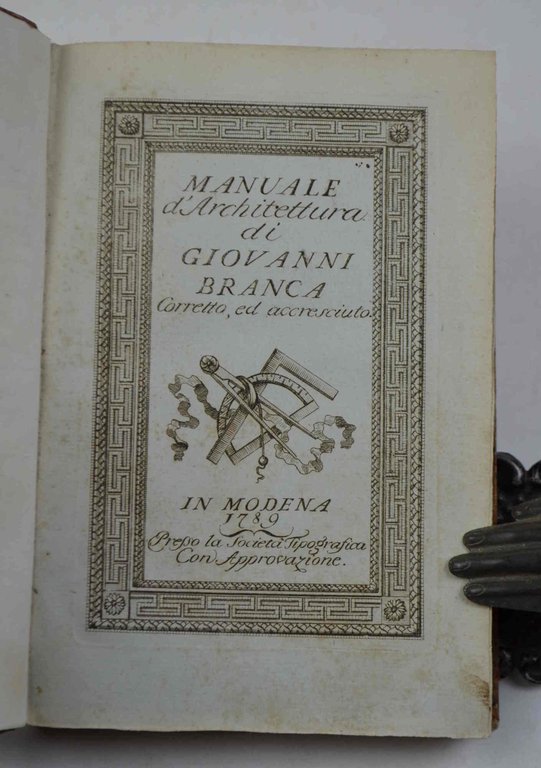 MANUALE
d'Architettura
di
GIOVANNI
BRANCA
Corretto, ed accresciuto.
IN MODENA
1789
Presso la Società Tipografica
Con Approvazione.